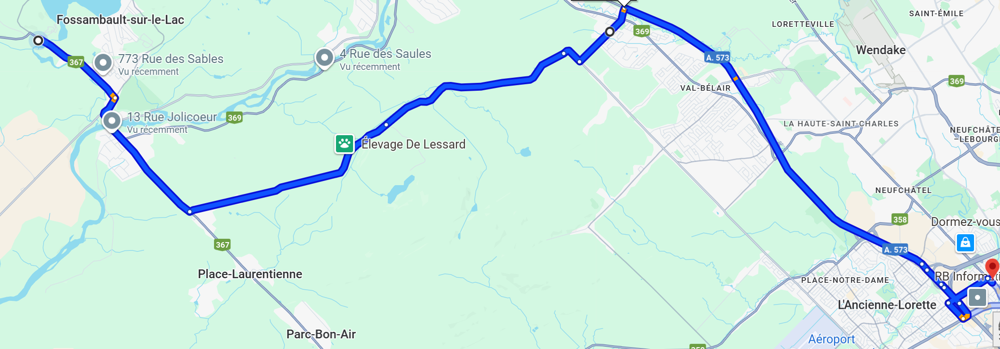 Fossambault-sur-le-Lac
SAINT-ÉMILE
LORETTEVILLE
369
Wendake
4 Rue des Saules
Vu récemment
367
773 Rue des Sables
Vu récemment
A. 573
369
VAL-BÉLAIR
13 Rue Jolicoeur
Vu récemment
369
LA HAUTE-SAINT-CHARLES
NEUFCHÂTE
–LEBOURG
Élevage De Lessard
NEUFCHÂTEL
358
Dormez-vous
367
A. 573
Place-Laurentienne
RB Inform
PLACE-NOTRE-DAME
L'Ancienne-Lorette
Parc-Bon-Air
Aéroport